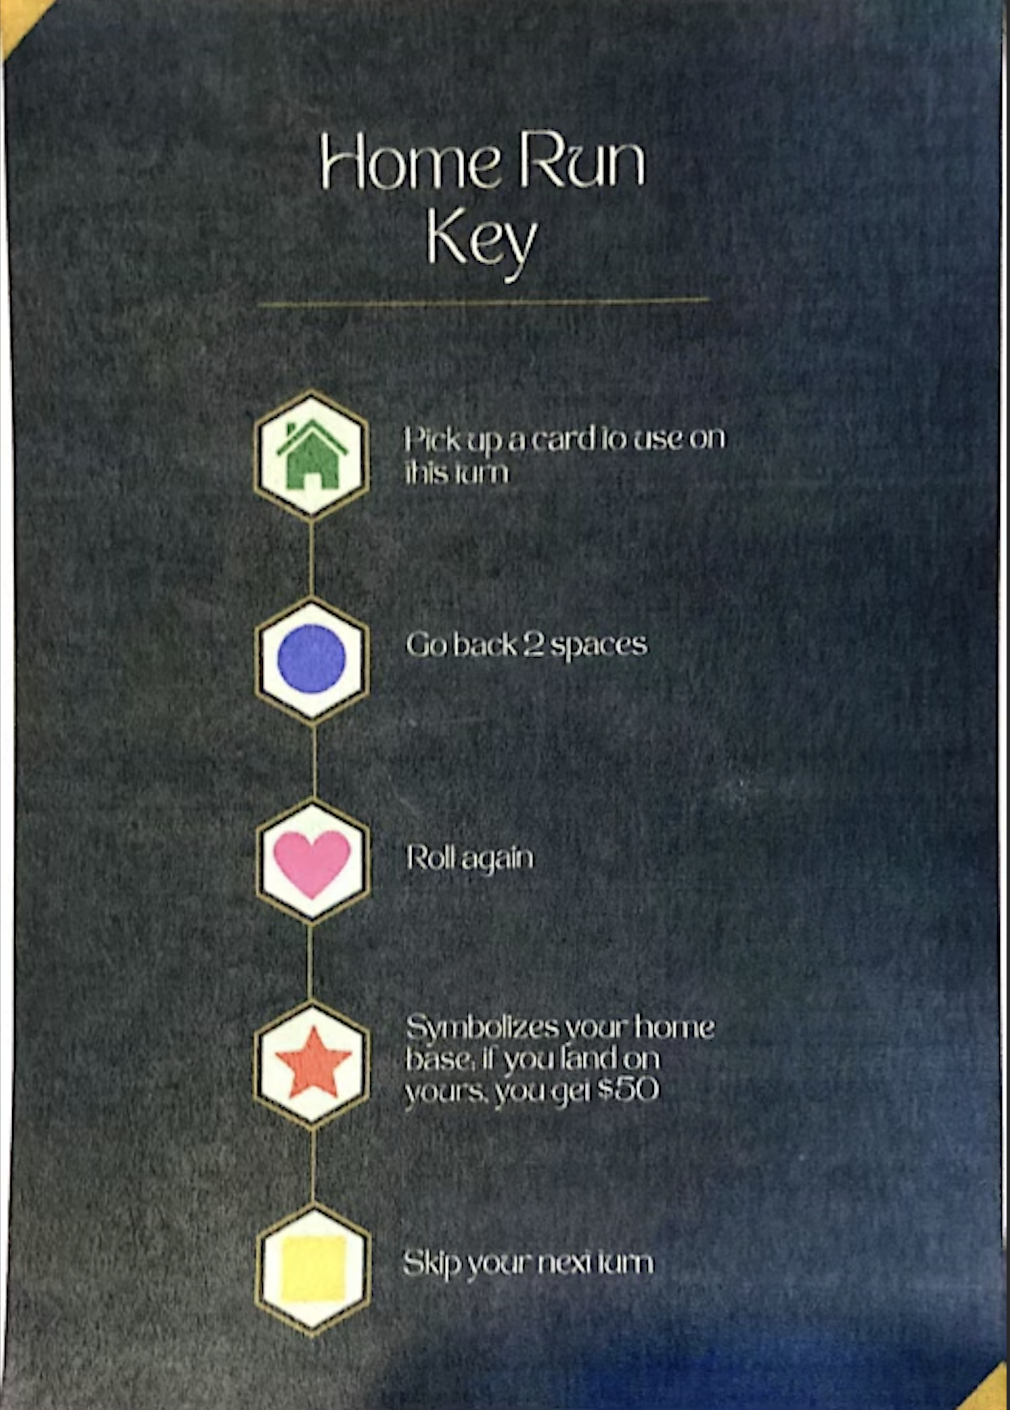 Home Run
Key
Pick up a card to use on
this turn
Go back 2 spaces
Roll again
Symbolizes your home
base, if you land on
yours, you get $50
Skip your next turn